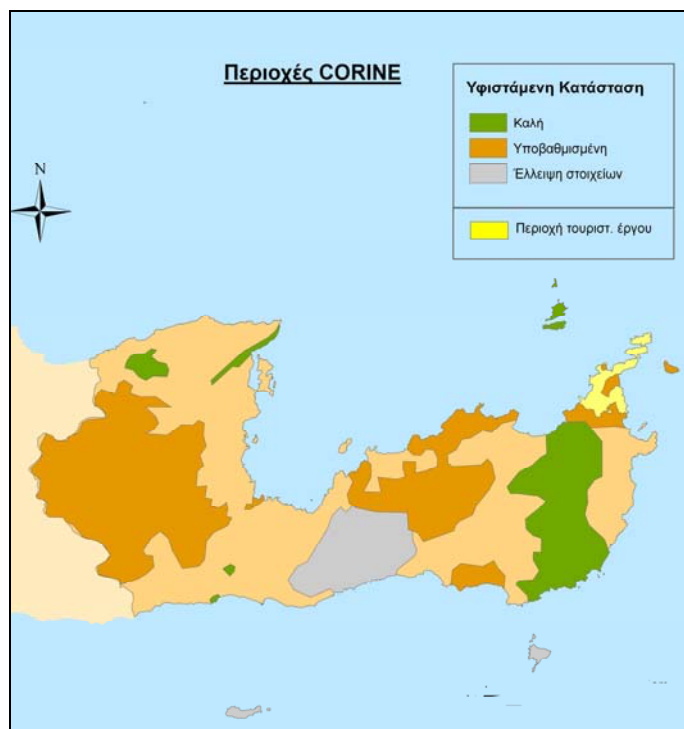 Περιοχές CORINE
Υφιστάμενη Κατάσταση
Καλή
Υποβαθμισμένη
Έλλειψη στοιχείων
Περιοχή τουριστ. έργου
N